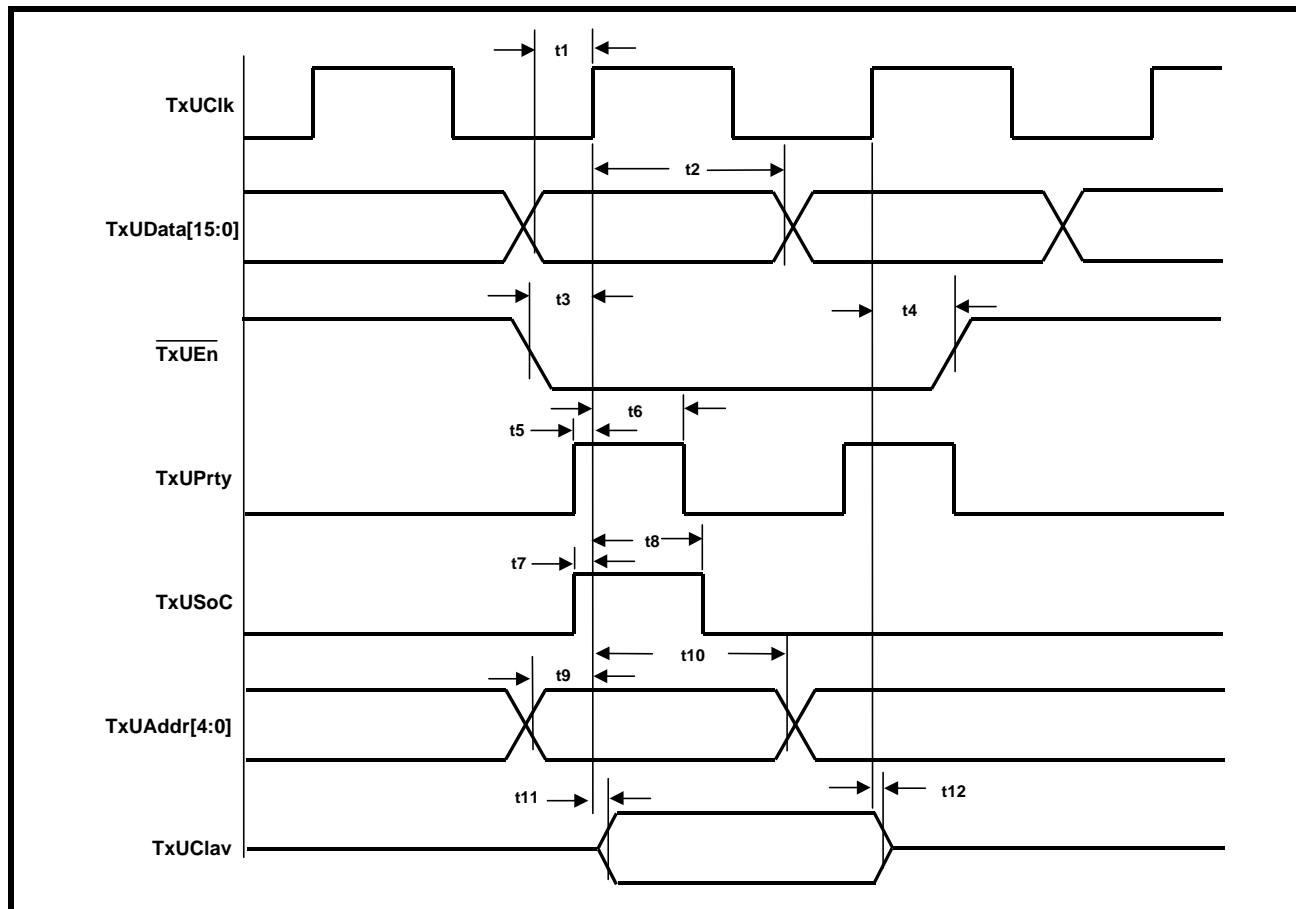 t1
TxUClk
t2
TxUData[15:0]
t3
t4
TxUEn
t6
t5
TxUPrty
t8
t7
TxUSoC
t10
t9
TxUAddr[4:0]
t11
t12
TxUClav